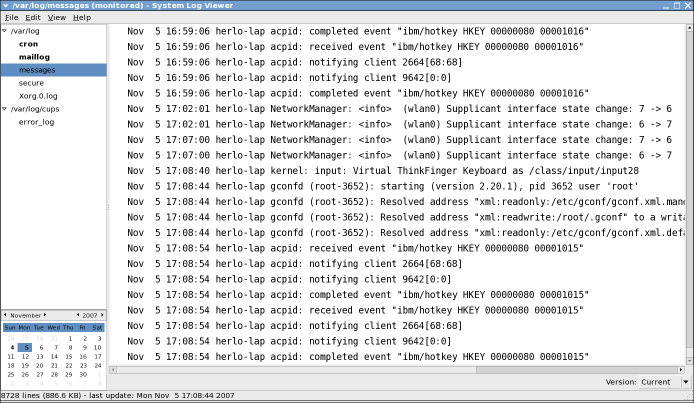 /var/log/messages (monitored) - System Log Viewer
File Edit View Help
/var/log
cron
maillog
messages
secure
Xorg.0.log
/var/log/cups
error_log
Nov 5 16:59:06 herlo-lap acpid: completed event "ibm/hotkey HKEY 00000080 00001016"
Nov 5 16:59:06 herlo-lap acpid: received event "ibm/hotkey HKEY 00000080 00001016"
Nov 5 16:59:06 herlo-lap acpid: notifying client 2664[68:68]
Nov 5 16:59:06 herlo-lap acpid: notifying client 9642[0:0]
Nov 5 16:59:06 herlo-lap acpid: completed event "ibm/hotkey HKEY 00000080 00001016"
Nov 5 17:02:01 herlo-lap NetworkManager: <info> (wlan0) Supplicant interface state change: 7 -> 6
Nov 5 17:02:01 herlo-lap NetworkManager: <info> (wlan0) Supplicant interface state change: 6 -> 7
Nov 5 17:07:00 herlo-lap NetworkManager: <info> (wlan0) Supplicant interface state change: 7 -> 6
Nov 5 17:07:00 herlo-lap NetworkManager: <info> (wlan0) Supplicant interface state change: 6 -> 7
Nov 5 17:08:40 herlo-lap kernel: input: Virtual ThinkFinger Keyboard as /class/input/input28
Nov 5 17:08:44 herlo-lap gconfd (root-3652): starting (version 2.20.1), pid 3652 user 'root'
Nov 5 17:08:44 herlo-lap gconfd (root-3652): Resolved address "xml:readonly:/etc/gconf/gconf.xml.man
Nov 5 17:08:44 herlo-lap gconfd (root-3652): Resolved address "xml:readwrite:/root/.gconf" to a writa
Nov 5 17:08:44 herlo-lap gconfd (root-3652): Resolved address "xml:readonly:/etc/gconf/gconf.xml.defa
Nov 5 17:08:54 herlo-lap acpid: received event "ibm/hotkey HKEY 00000080 00001015"
Nov 5 17:08:54 herlo-lap acpid: notifying client 2664[68:68]
Nov 5 17:08:54 herlo-lap acpid: notifying client 9642[0:0]
Nov 5 17:08:54 herlo-lap acpid: completed event "ibm/hotkey HKEY 00000080 00001015"
Nov 5 17:08:54 herlo-lap acpid: received event "ibm/hotkey HKEY 00000080 00001015"
Nov 5 17:08:54 herlo-lap acpid: notifying client 2664[68:68]
Nov 5 17:08:54 herlo-lap acpid: notifying client 9642[0:0]
Nov 5 17:08:54 herlo-lap acpid: completed event "ibm/hotkey HKEY 00000080 00001015"
November 2007
Sun Mon Tue Wed Thu Fri Sat
1 2 3
4 5 6 7 8 9 10
11 12 13 14 15 16 17
18 19 20 21 22 23 24
25 26 27 28 29 30
Version: Current
8728 lines (886.6 KB) - last update: Mon Nov 5 17:08:44 2007